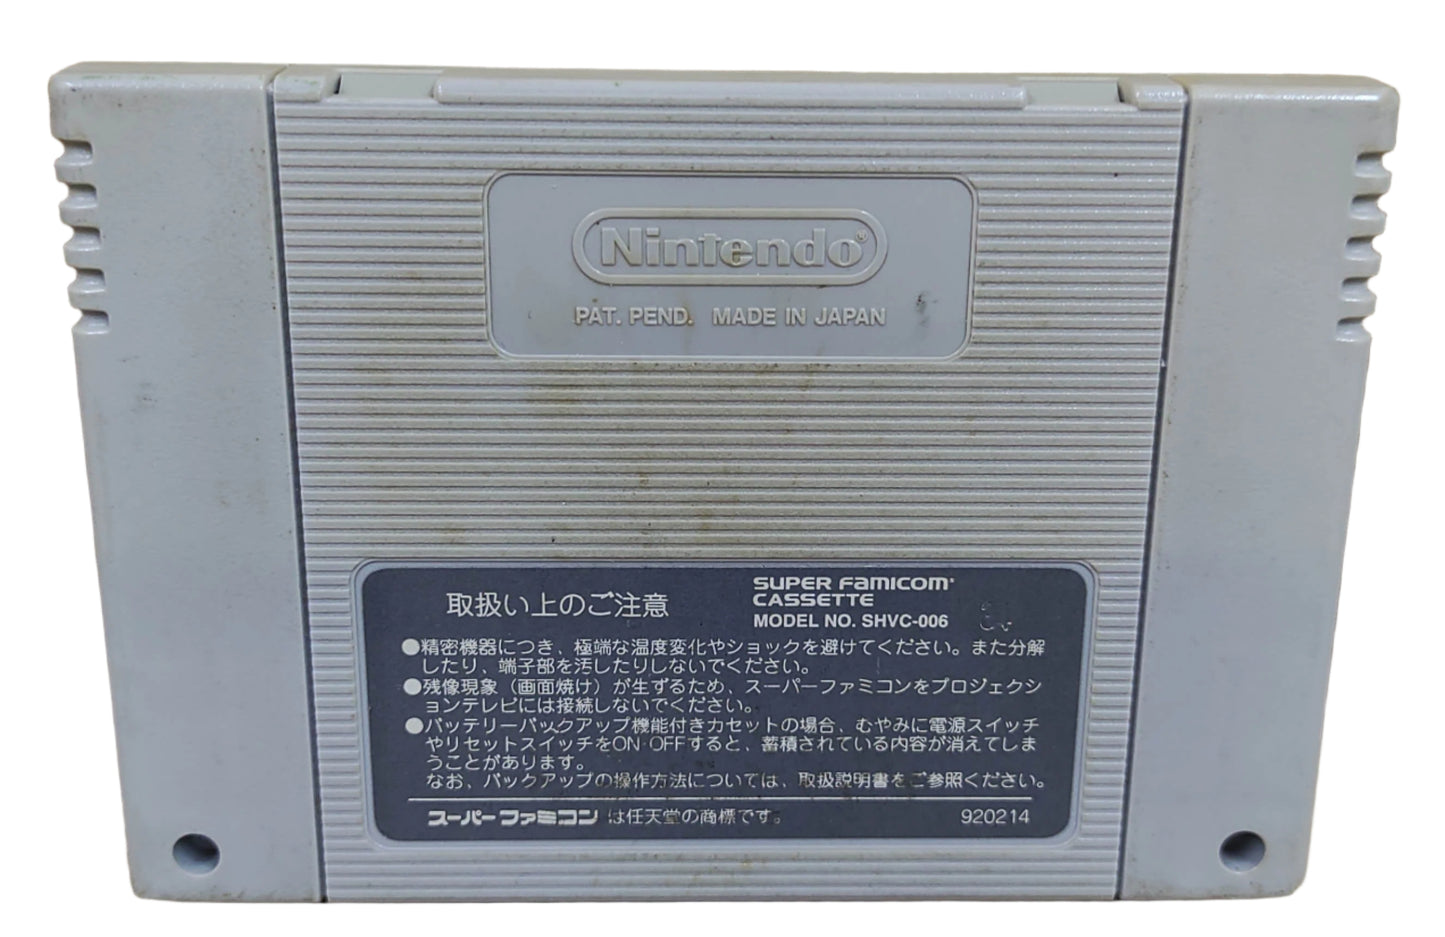 Nintendo®
PAT. PEND. MADE IN JAPAN
取扱い上のご注意
SUPER FAMICOM
CASSETTE
MODEL NO. SHVC-006
●精密機器につき、極端な温度変化やショックを避けてください。また分解
したり、端子部を汚したりしないでください。
●残像現象（画面焼け）が生ずるため、スーパーファミコンをプロジェクシ
ョンテレビには接続しないでください。
●バッテリーバックアップ機能付きカセットの場合、むやみに電源スイッチ
やリセットスイッチをON・OFFすると、蓄積されている内容が消えてしま
うことがあります。
なお、バックアップの操作方法については、取扱説明書をご参照ください。
スーパーファミコン は任天堂の商標です。
920214